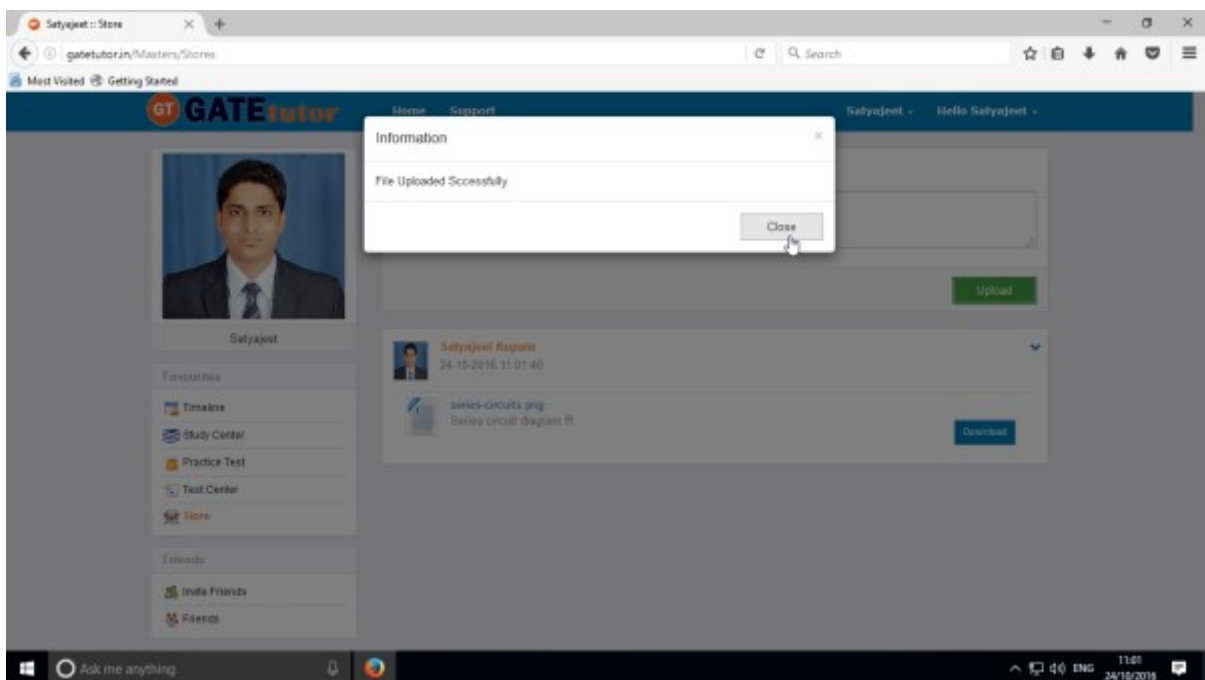 Satyajeet :: Store
gatetutor.in/Masters/Stores
Search
Most Visited Getting Started
GT GATEtutor Home Support Satyajeet Hello Satyajeet
Information
File Uploaded Sccessfully
Close
Upload
Satyajeet
Satyajeet Kupate
24-10-2016 11:01:40
series-circuits.png
Series circuit diagram !!!
Download
Favourites
Timeline
Study Center
Practice Test
Test Center
Store
Friends
Invite Friends
Friends
Ask me anything
ENG
11:01
24/10/2016